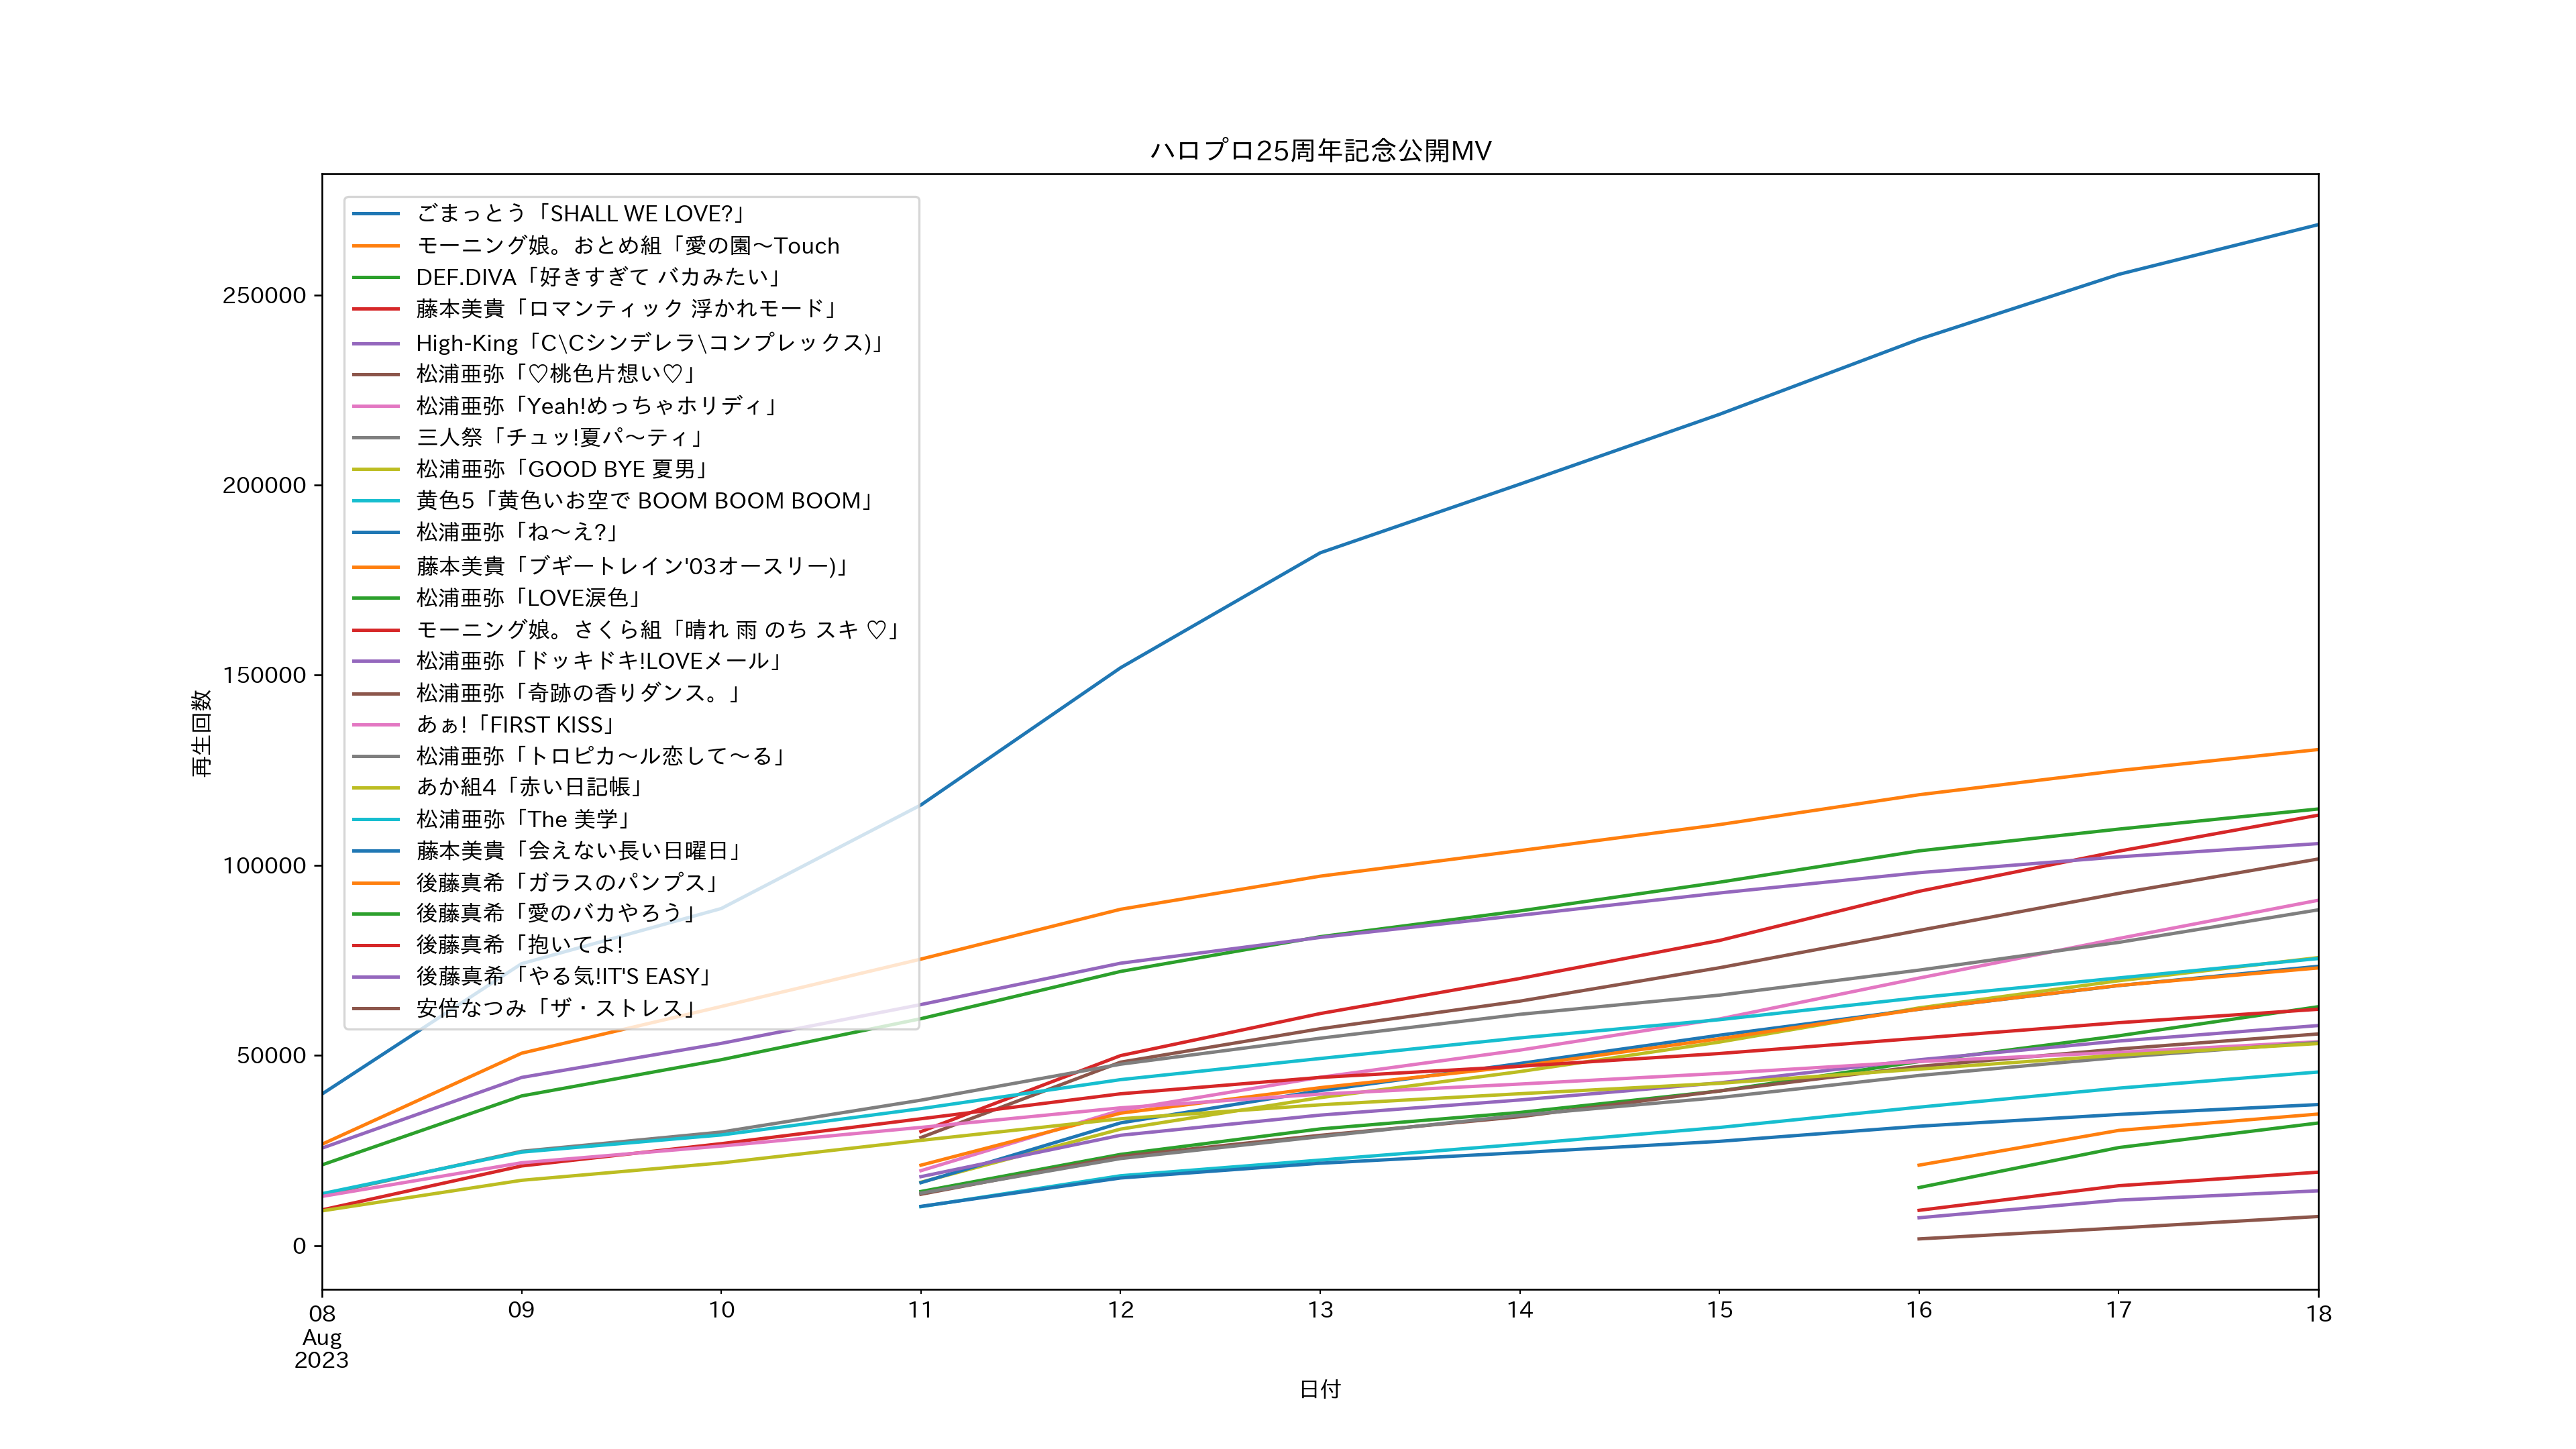 ハロプロ25周年記念公開MV
ごまっとう「SHALL WE LOVE?」
モーニング娘。おとめ組「愛の園〜Touch
DEF.DIVA「好きすぎて バカみたい」
藤本美貴「ロマンティック 浮かれモード」
High-King「C\Cシンデレラ\コンプレックス)」
松浦亜弥「♡桃色片想い♡」
松浦亜弥「Yeah!めっちゃホリディ」
三人祭「チュッ!夏パ〜ティ」
松浦亜弥「GOOD BYE 夏男」
黄色5「黄色いお空で BOOM BOOM BOOM」
松浦亜弥「ね〜え?」
藤本美貴「ブギートレイン'03オースリー)」
松浦亜弥「LOVE涙色」
モーニング娘。さくら組「晴れ 雨 のち スキ ♡」
松浦亜弥「ドッキドキ!LOVEメール」
松浦亜弥「奇跡の香りダンス。」
あぁ!「FIRST KISS」
松浦亜弥「トロピカ〜ル恋して〜る」
あか組4「赤い日記帳」
松浦亜弥「The 美学」
藤本美貴「会えない長い日曜日」
後藤真希「ガラスのパンプス」
後藤真希「愛のバカやろう」
後藤真希「抱いてよ!
後藤真希「やる気!IT'S EASY」
安倍なつみ「ザ・ストレス」
250000
200000
150000
100000
50000
0
再生回数
08 09 10 11 12 13 14 15 16 17 18
Aug
2023
日付